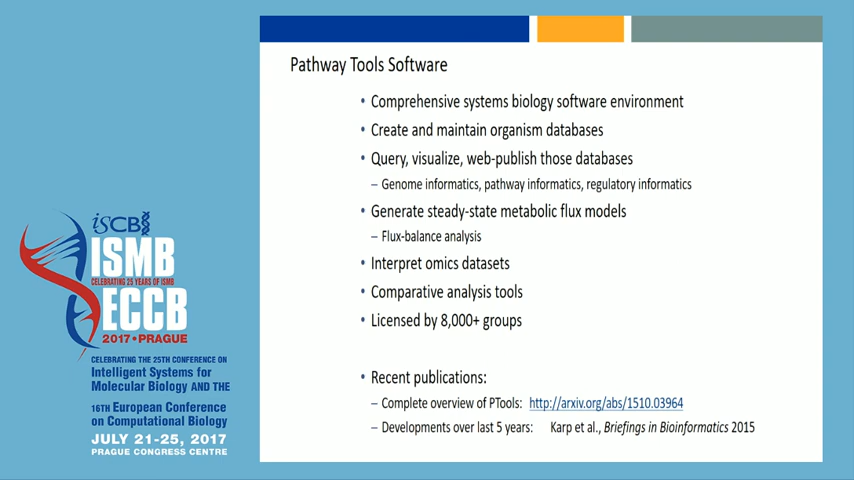 Pathway Tools Software
• Comprehensive systems biology software environment
• Create and maintain organism databases
• Query, visualize, web-publish those databases
– Genome informatics, pathway informatics, regulatory informatics
• Generate steady-state metabolic flux models
– Flux-balance analysis
• Interpret omics datasets
• Comparative analysis tools
• Licensed by 8,000+ groups
• Recent publications:
– Complete overview of PTools: http://arxiv.org/abs/1510.03964
– Developments over last 5 years: Karp et al., Briefings in Bioinformatics 2015
iSCB
ISMB
CELEBRATING 25 YEARS OF ISMB
ECCB
2017 • PRAGUE
CELEBRATING THE 25TH CONFERENCE ON
Intelligent Systems for
Molecular Biology AND THE
16TH European Conference
on Computational Biology
JULY 21-25, 2017
PRAGUE CONGRESS CENTRE